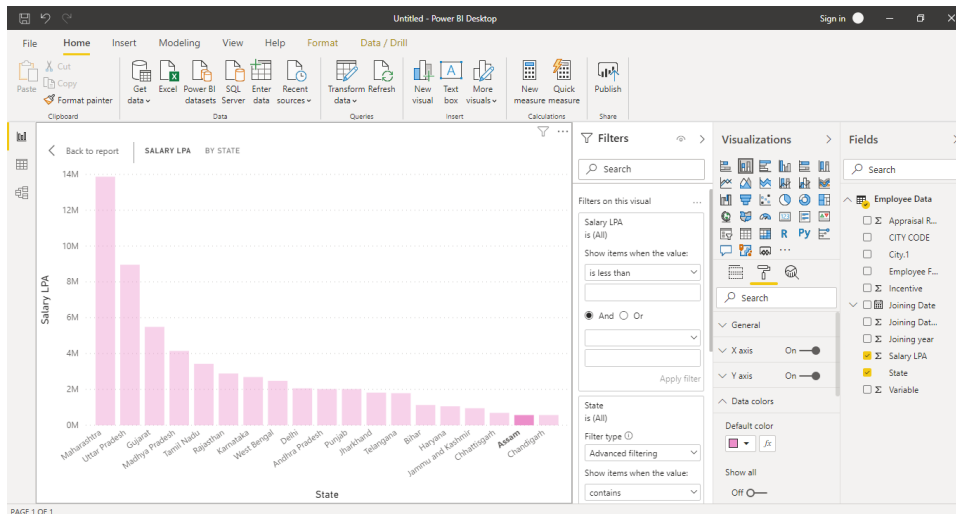 Untitled - Power BI Desktop
Sign in
File Home Insert Modeling View Help Format Data / Drill
Paste
Cut
Copy
Format painter
Get data
Excel
Power BI datasets
SQL Server
Enter data
Recent sources
Transform data
Refresh
New visual
Text box
More visuals
New measure
Quick measure
Publish
Clipboard Data Queries Insert Calculations Share
Back to report SALARY LPA BY STATE
Salary LPA
14M
12M
10M
8M
6M
4M
2M
0M
Maharashtra
Uttar Pradesh
Gujarat
Madhya Pradesh
Tamil Nadu
Rajasthan
Karnataka
West Bengal
Delhi
Andhra Pradesh
Punjab
Jharkhand
Telangana
Bihar
Haryana
Jammu and Kashmir
Chhattisgarh
Assam
Chandigarh
State
Filters
Search
Filters on this visual
Salary LPA
is (All)
Show items when the value:
is less than
And Or
Apply filter
State
is (All)
Filter type
Advanced filtering
Show items when the value:
contains
Visualizations
R Py
Search
General
X axis On
Y axis On
Data colors
Default color
fx
Show all
Off
Fields
Search
Employee Data
Appraisal R...
CITY CODE
City.1
Employee F...
Incentive
Joining Date
Joining Dat...
Joining year
Salary LPA
State
Variable
PAGE 1 OF 1